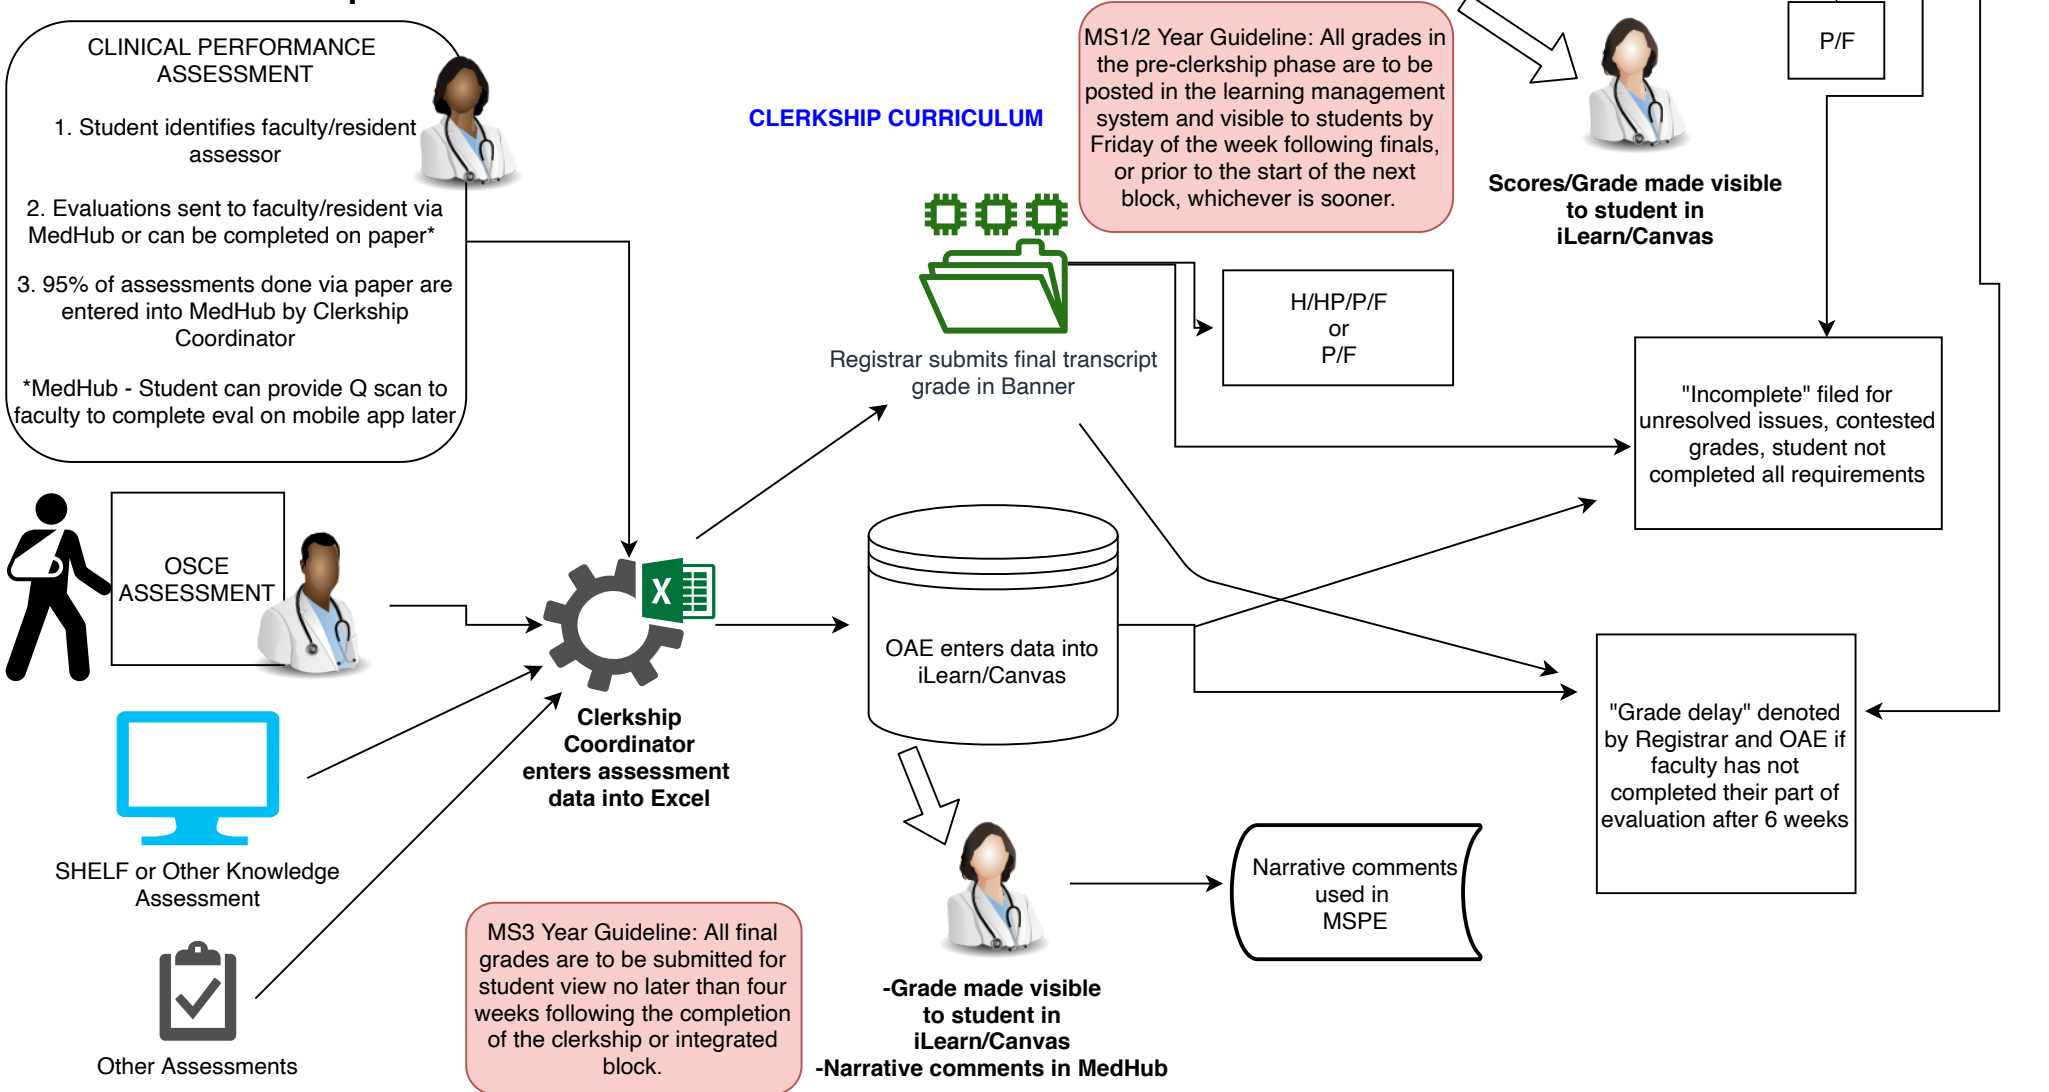 CLINICAL PERFORMANCE
ASSESSMENT
1. Student identifies faculty/resident
assessor
2. Evaluations sent to faculty/resident via
MedHub or can be completed on paper*
3. 95% of assessments done via paper are
entered into MedHub by Clerkship
Coordinator
*MedHub - Student can provide Q scan to
faculty to complete eval on mobile app later
CLERKSHIP CURRICULUM
MS1/2 Year Guideline: All grades in
the pre-clerkship phase are to be
posted in the learning management
system and visible to students by
Friday of the week following finals,
or prior to the start of the next
block, whichever is sooner.
Scores/Grade made visible
to student in
iLearn/Canvas
P/F
Registrar submits final transcript
grade in Banner
H/HP/P/F
or
P/F
"Incomplete" filed for
unresolved issues, contested
grades, student not
completed all requirements
OSCE
ASSESSMENT
X
Clerkship
Coordinator
enters assessment
data into Excel
OAE enters data into
iLearn/Canvas
"Grade delay" denoted
by Registrar and OAE if
faculty has not
completed their part of
evaluation after 6 weeks
SHELF or Other Knowledge
Assessment
Other Assessments
MS3 Year Guideline: All final
grades are to be submitted for
student view no later than four
weeks following the completion
of the clerkship or integrated
block.
-Grade made visible
to student in
iLearn/Canvas
-Narrative comments in MedHub
Narrative comments
used in
MSPE